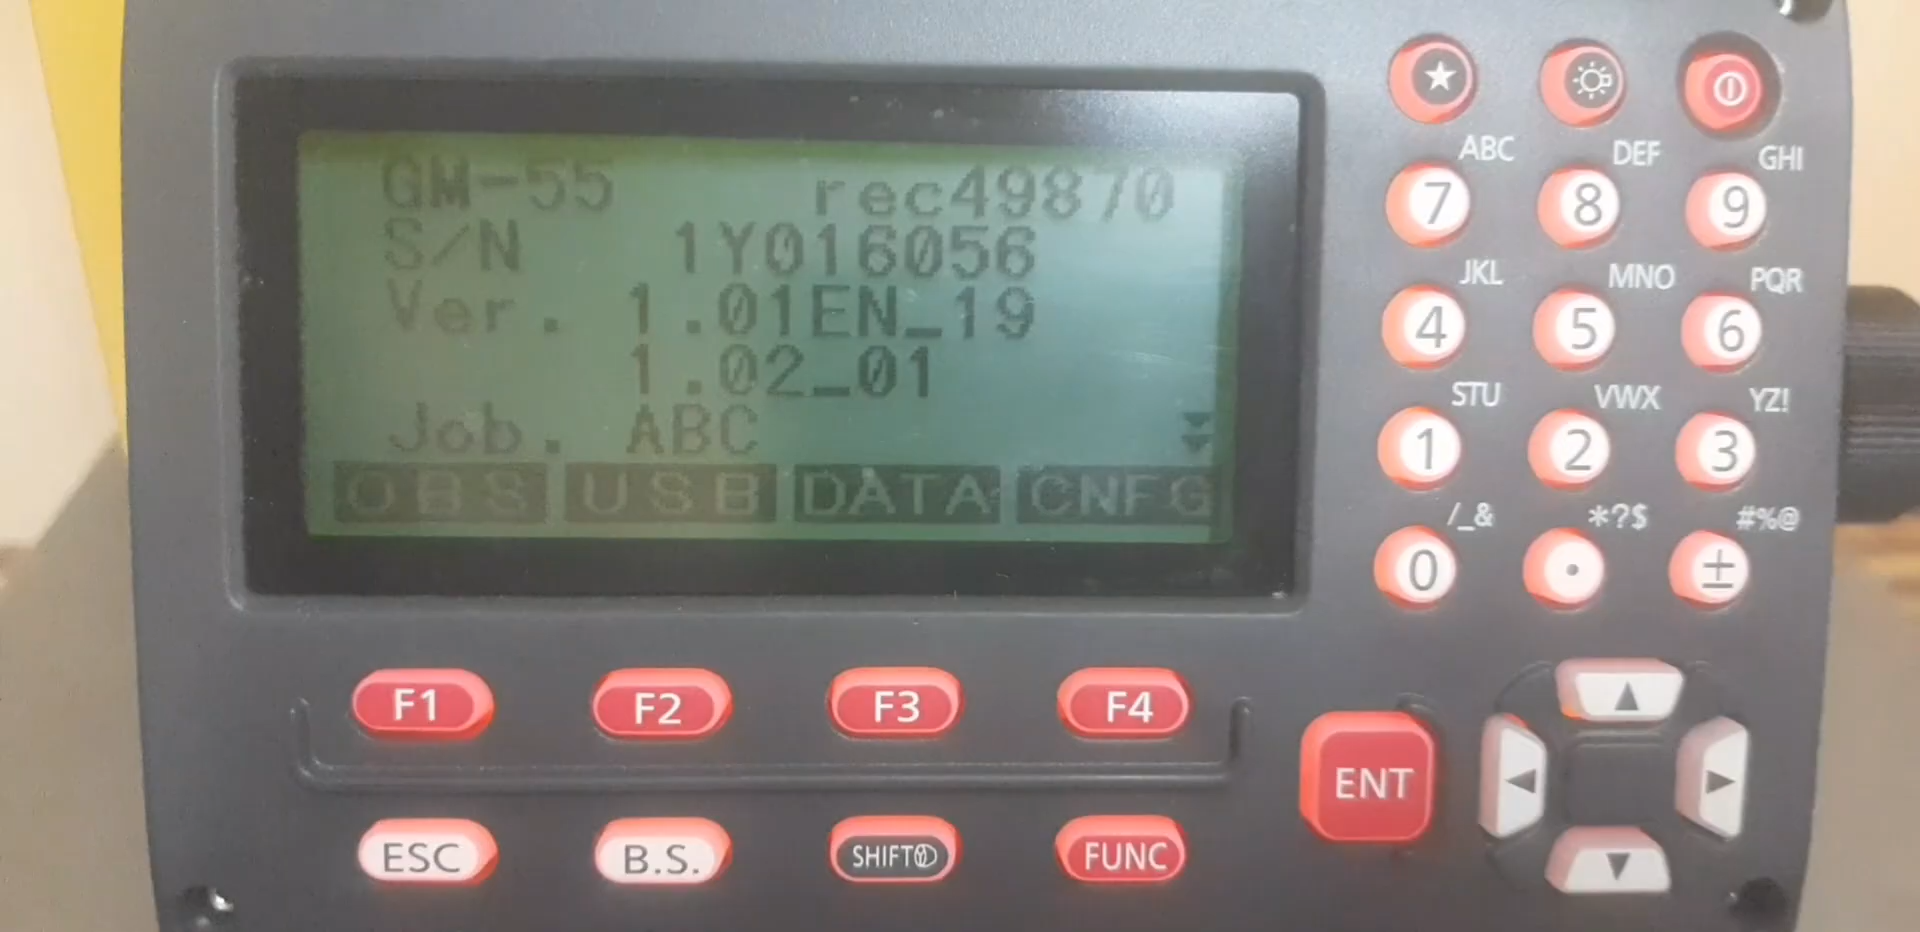 GM-55 rec49870
S/N 1Y016056
Ver. 1.01EN_19
1.02_01
Job. ABC
OBS USB DATA CNFG
ABC DEF GHI
7 8 9
JKL MNO PQR
4 5 6
STU VWX YZ!
1 2 3
/_& *?$ #%@
0 . ±
F1 F2 F3 F4
ENT
ESC B.S. SHIFT FUNC